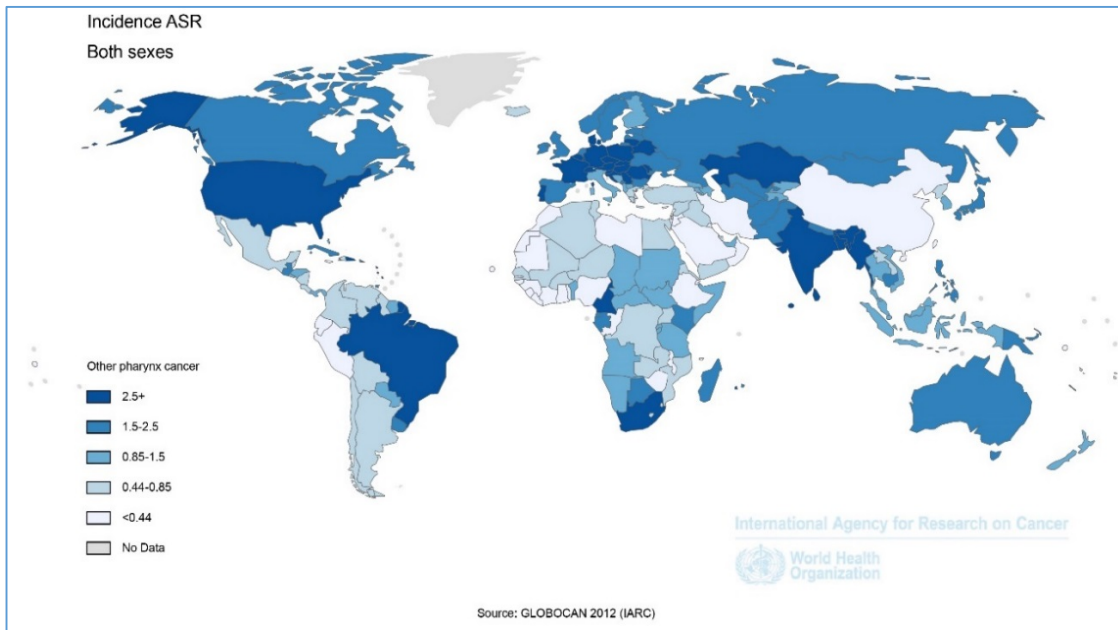 Incidence ASR
Both sexes
Other pharynx cancer
2.5+
1.5-2.5
0.85-1.5
0.44-0.85
<0.44
No Data
International Agency for Research on Cancer
World Health
Organization
Source: GLOBOCAN 2012 (IARC)